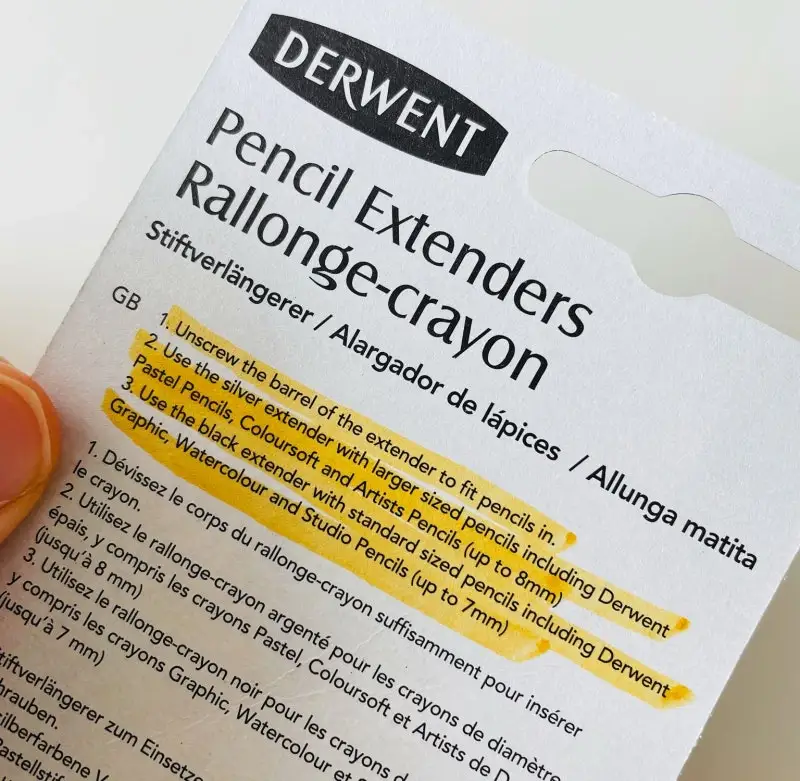 DERWENT
Pencil Extenders
Rallonge-crayon
Stiftverlängerer / Alargador de lápices / Allunga matita
GB
1. Unscrew the barrel of the extender to fit pencils in.
2. Use the silver extender with larger sized pencils including Derwent
Pastel Pencils, Coloursoft and Artists Pencils (up to 8mm)
3. Use the black extender with standard sized pencils including Derwent
Graphic, Watercolour and Studio Pencils (up to 7mm)
1. Dévissez le corps du rallonge-crayon suffisamment pour insérer
le crayon.
2. Utilisez le rallonge-crayon argenté pour les crayons de diamètre
épais, y compris les crayons Pastel, Coloursoft et Artists de
(jusqu'à 8 mm)
3. Utilisez le rallonge-crayon noir pour les crayons
y compris les crayons Graphic, Watercolour et
(jusqu'à 7 mm)
zum Einsetze